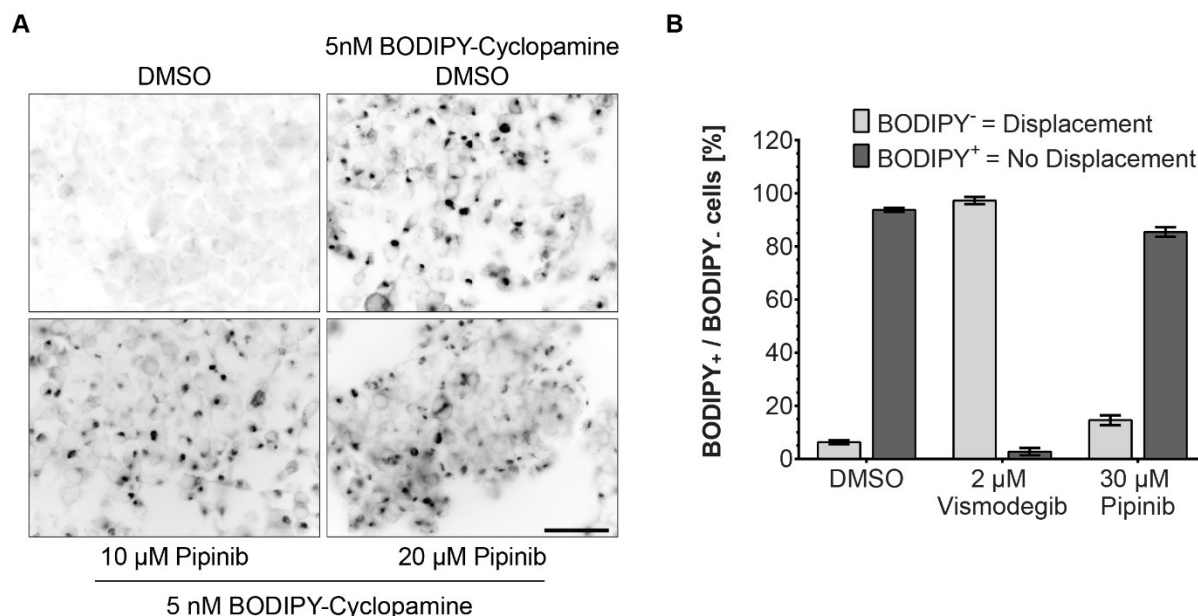 A
5nM BODIPY-Cyclopamine
DMSO
DMSO
10 µM Pipinib
20 µM Pipinib
5 nM BODIPY-Cyclopamine
B
BODIPY⁻ = Displacement
BODIPY⁺ = No Displacement
BODIPY₊ / BODIPY₋ cells [%]
120
100
80
60
40
20
0
DMSO
2 µM
Vismodegib
30 µM
Pipinib